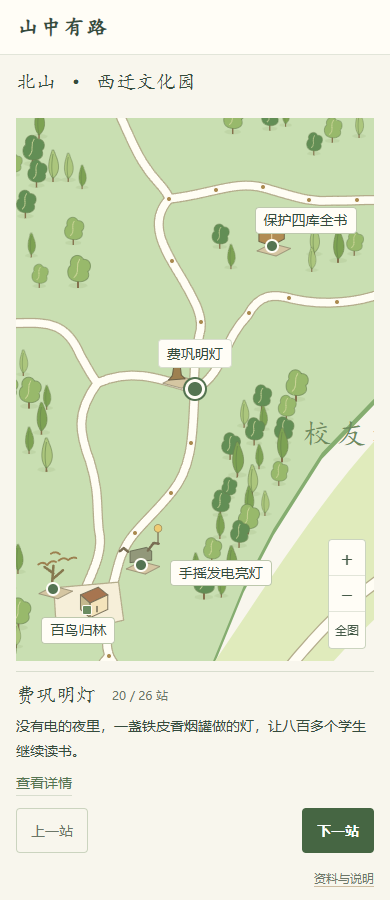 山中有路
北山 • 西迁文化园
保护四库全书
费巩明灯
校友
手摇发电亮灯
百鸟归林
+
−
全图
费巩明灯 20 / 26 站
没有电的夜里，一盏铁皮香烟罐做的灯，让八百多个学生
继续读书。
查看详情
上一站
下一站
资料与说明